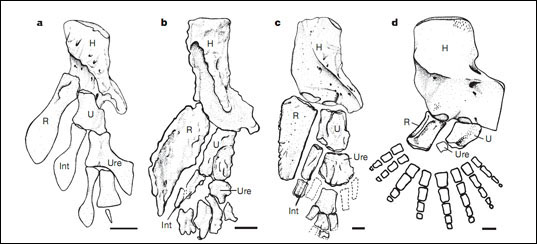 a b c d
H H H H
R U Int Ure
R U Int Ure
R U Ure Int
R U Ure